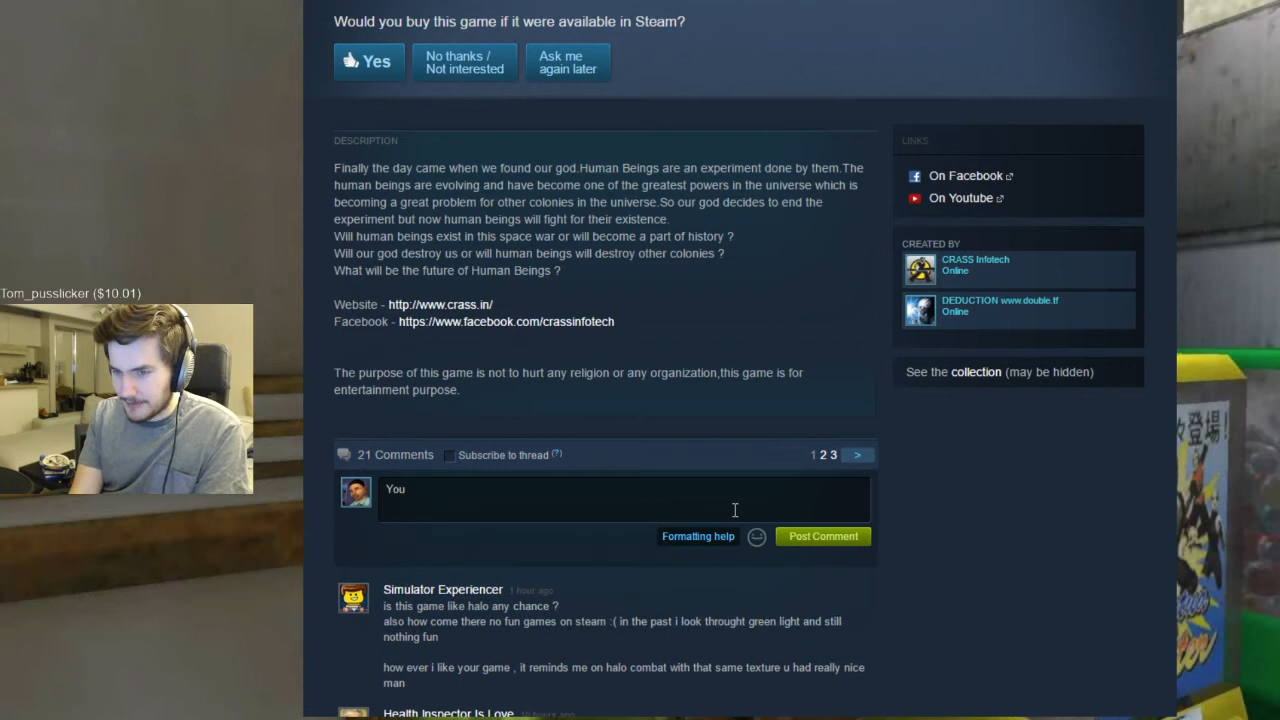 Would you buy this game if it were available in Steam?
Yes
No thanks /
Not interested
Ask me
again later
DESCRIPTION
Finally the day came when we found our god.Human Beings are an experiment done by them.The
human beings are evolving and have become one of the greatest powers in the universe which is
becoming a great problem for other colonies in the universe.So our god decides to end the
experiment but now human beings will fight for their existence.
Will human beings exist in this space war or will become a part of history ?
Will our god destroy us or will human beings will destroy other colonies ?
What will be the future of Human Beings ?
Website - http://www.crass.in/
Facebook - https://www.facebook.com/crassinfotech
The purpose of this game is not to hurt any religion or any organization,this game is for
entertainment purpose.
LINKS
On Facebook
On Youtube
CREATED BY
CRASS Infotech
Online
DEDUCTION www.double.tf
Online
See the collection (may be hidden)
Tom_pusslicker ($10.01)
21 Comments
Subscribe to thread (?)
1 2 3 >
You
Formatting help
Post Comment
Simulator Experiencer 1 hour ago
is this game like halo any chance ?
also how come there no fun games on steam :( in the past i look throught green light and still
nothing fun
how ever i like your game , it reminds me on halo combat with that same texture u had really nice
man
Health Inspector Is Love 10 hours ago
登場!